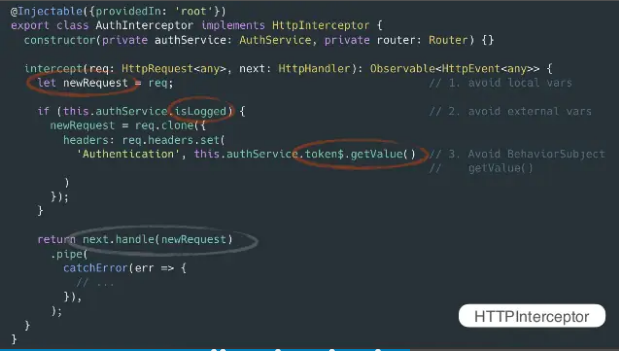 @Injectable({providedIn: 'root'})
export class AuthInterceptor implements HttpInterceptor {
constructor(private authService: AuthService, private router: Router) {}
intercept(req: HttpRequest<any>, next: HttpHandler): Observable<HttpEvent<any>> {
let newRequest = req; // 1. avoid local vars
if (this.authService.isLogged) { // 2. avoid external vars
newRequest = req.clone({
headers: req.headers.set(
'Authentication', this.authService.token$.getValue() // 3. Avoid BehaviorSubject
// getValue()
)
});
}
return next.handle(newRequest)
.pipe(
catchError(err => {
// ...
}),
);
}
}
HTTPInterceptor